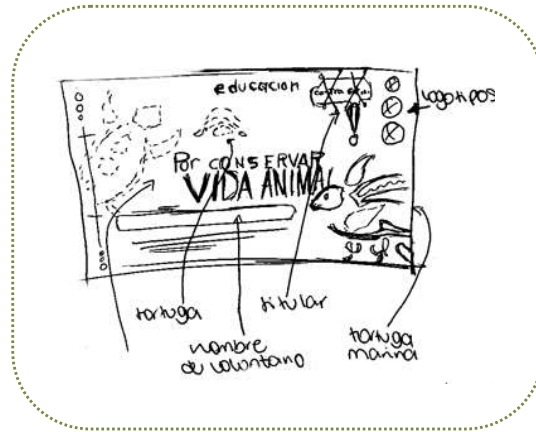 educacion
logotipos
Por CONSERVAR
VIDA ANIMAL
tortuga
titular
nombre
de voluntario
tortuga
marina